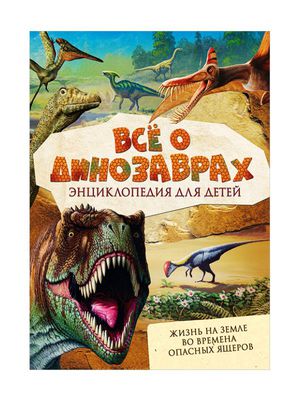 ВСЁ О
ДИНОЗАВРАХ
ЭНЦИКЛОПЕДИЯ ДЛЯ ДЕТЕЙ
ЖИЗНЬ НА ЗЕМЛЕ
ВО ВРЕМЕНА
ОПАСНЫХ ЯЩЕРОВ